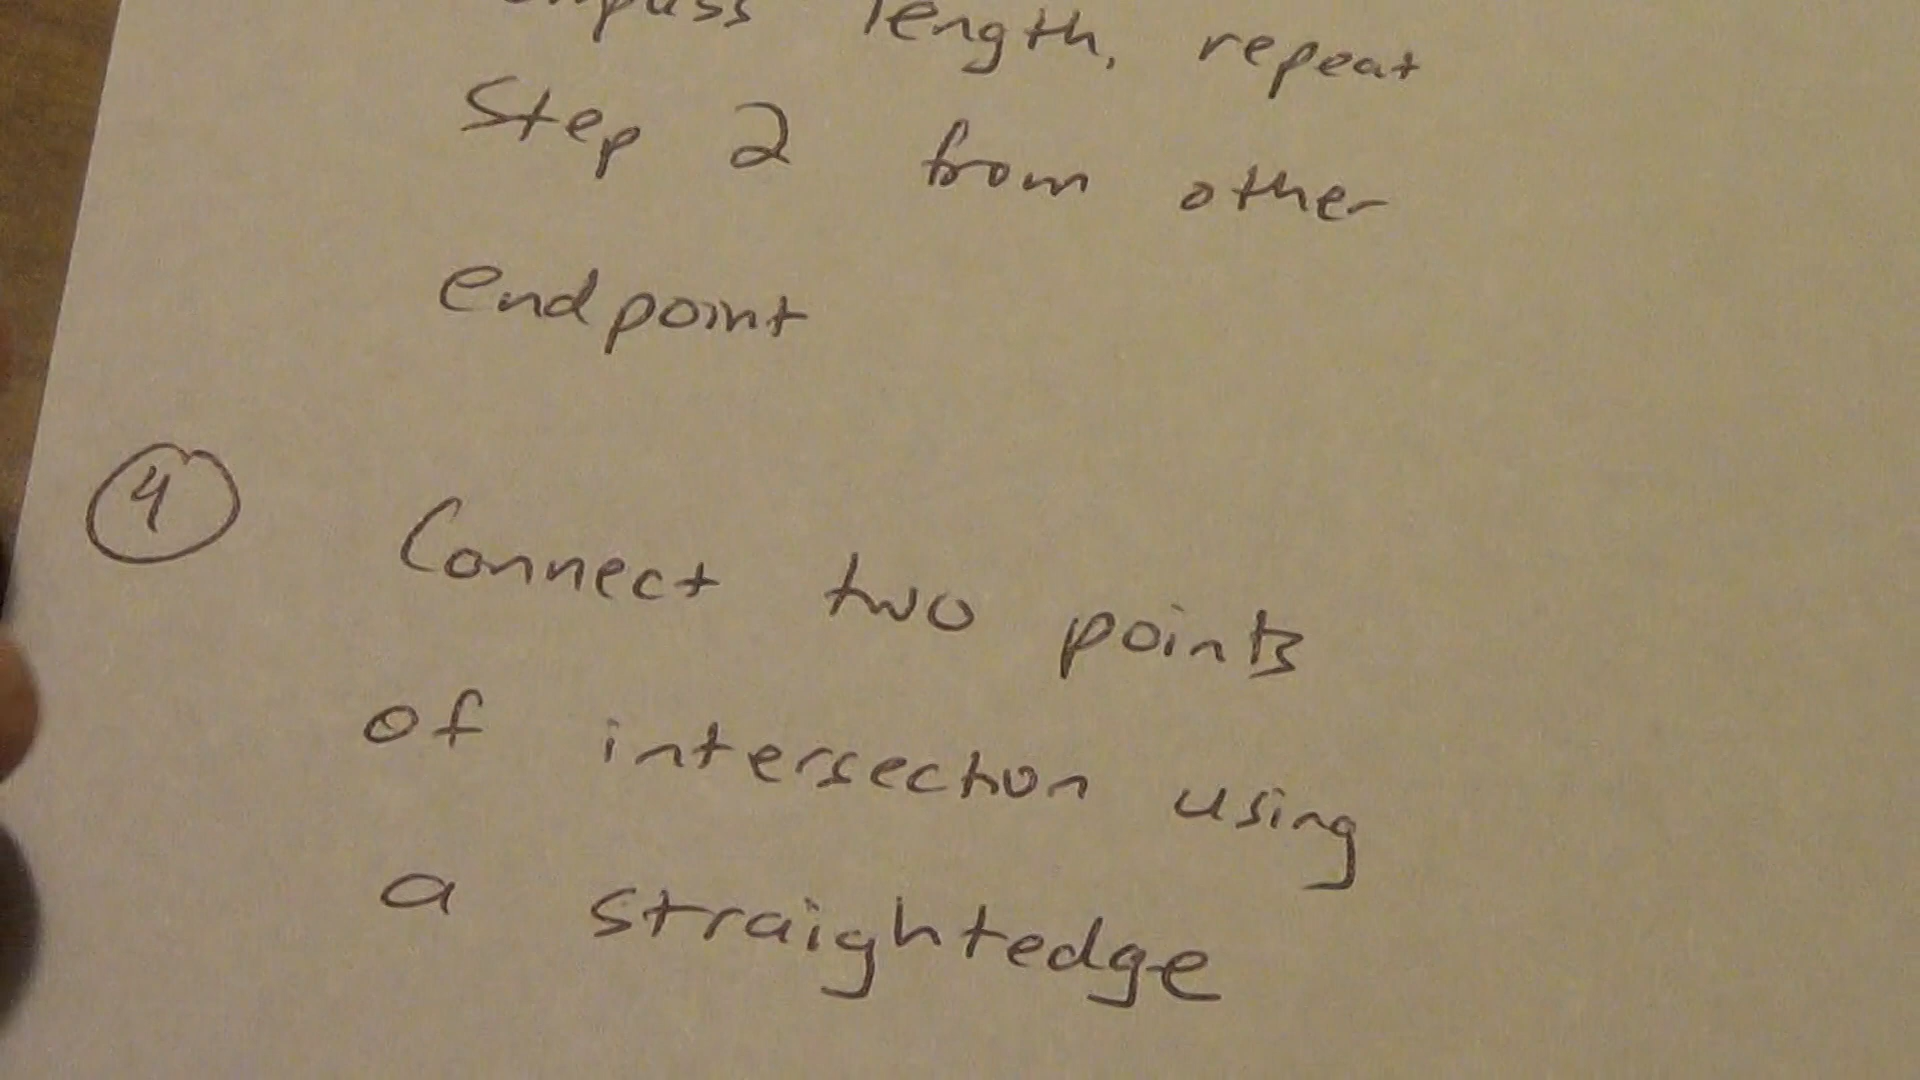 length, repeat
Step 2 from other
endpoint
4 Connect two points
of intersection using
a straightedge